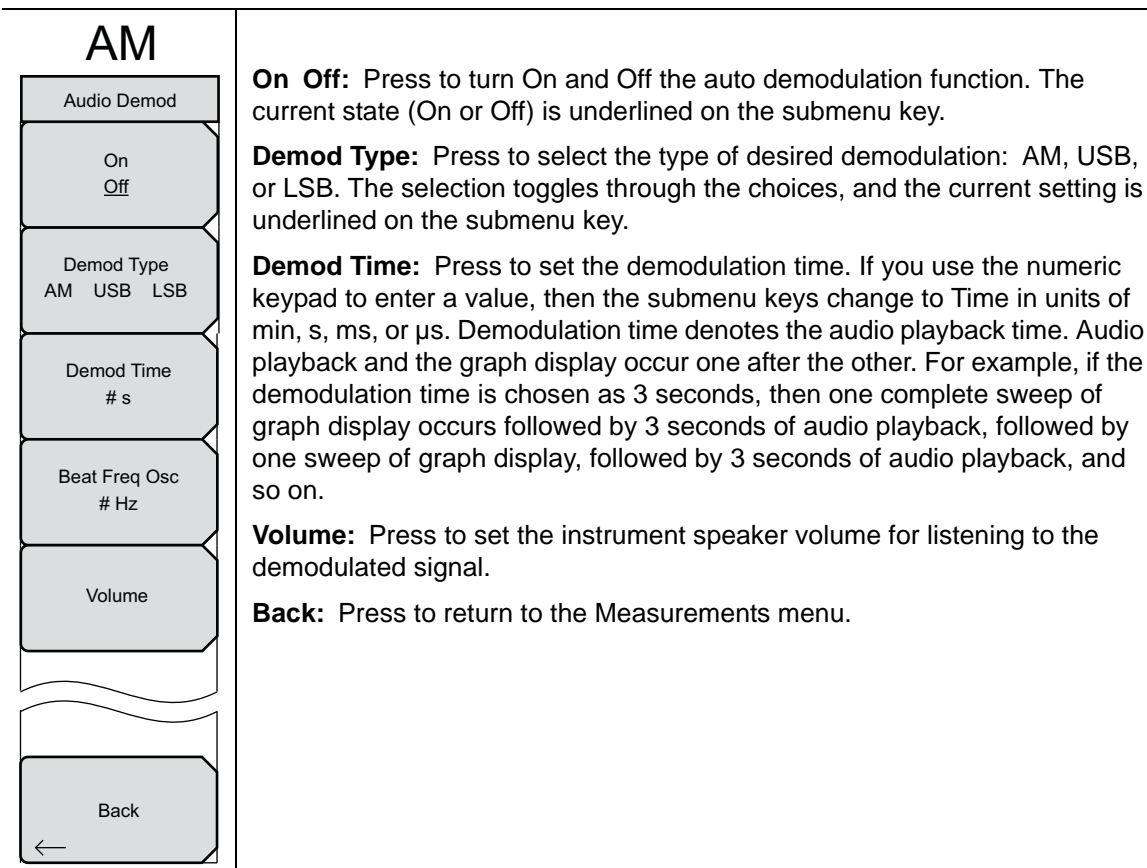 AM
Audio Demod
On
Off
Demod Type
AM USB LSB
Demod Time
# s
Beat Freq Osc
# Hz
Volume
Back
On Off: Press to turn On and Off the auto demodulation function. The
current state (On or Off) is underlined on the submenu key.
Demod Type: Press to select the type of desired demodulation: AM, USB,
or LSB. The selection toggles through the choices, and the current setting is
underlined on the submenu key.
Demod Time: Press to set the demodulation time. If you use the numeric
keypad to enter a value, then the submenu keys change to Time in units of
min, s, ms, or µs. Demodulation time denotes the audio playback time. Audio
playback and the graph display occur one after the other. For example, if the
demodulation time is chosen as 3 seconds, then one complete sweep of
graph display occurs followed by 3 seconds of audio playback, followed by
one sweep of graph display, followed by 3 seconds of audio playback, and
so on.
Volume: Press to set the instrument speaker volume for listening to the
demodulated signal.
Back: Press to return to the Measurements menu.